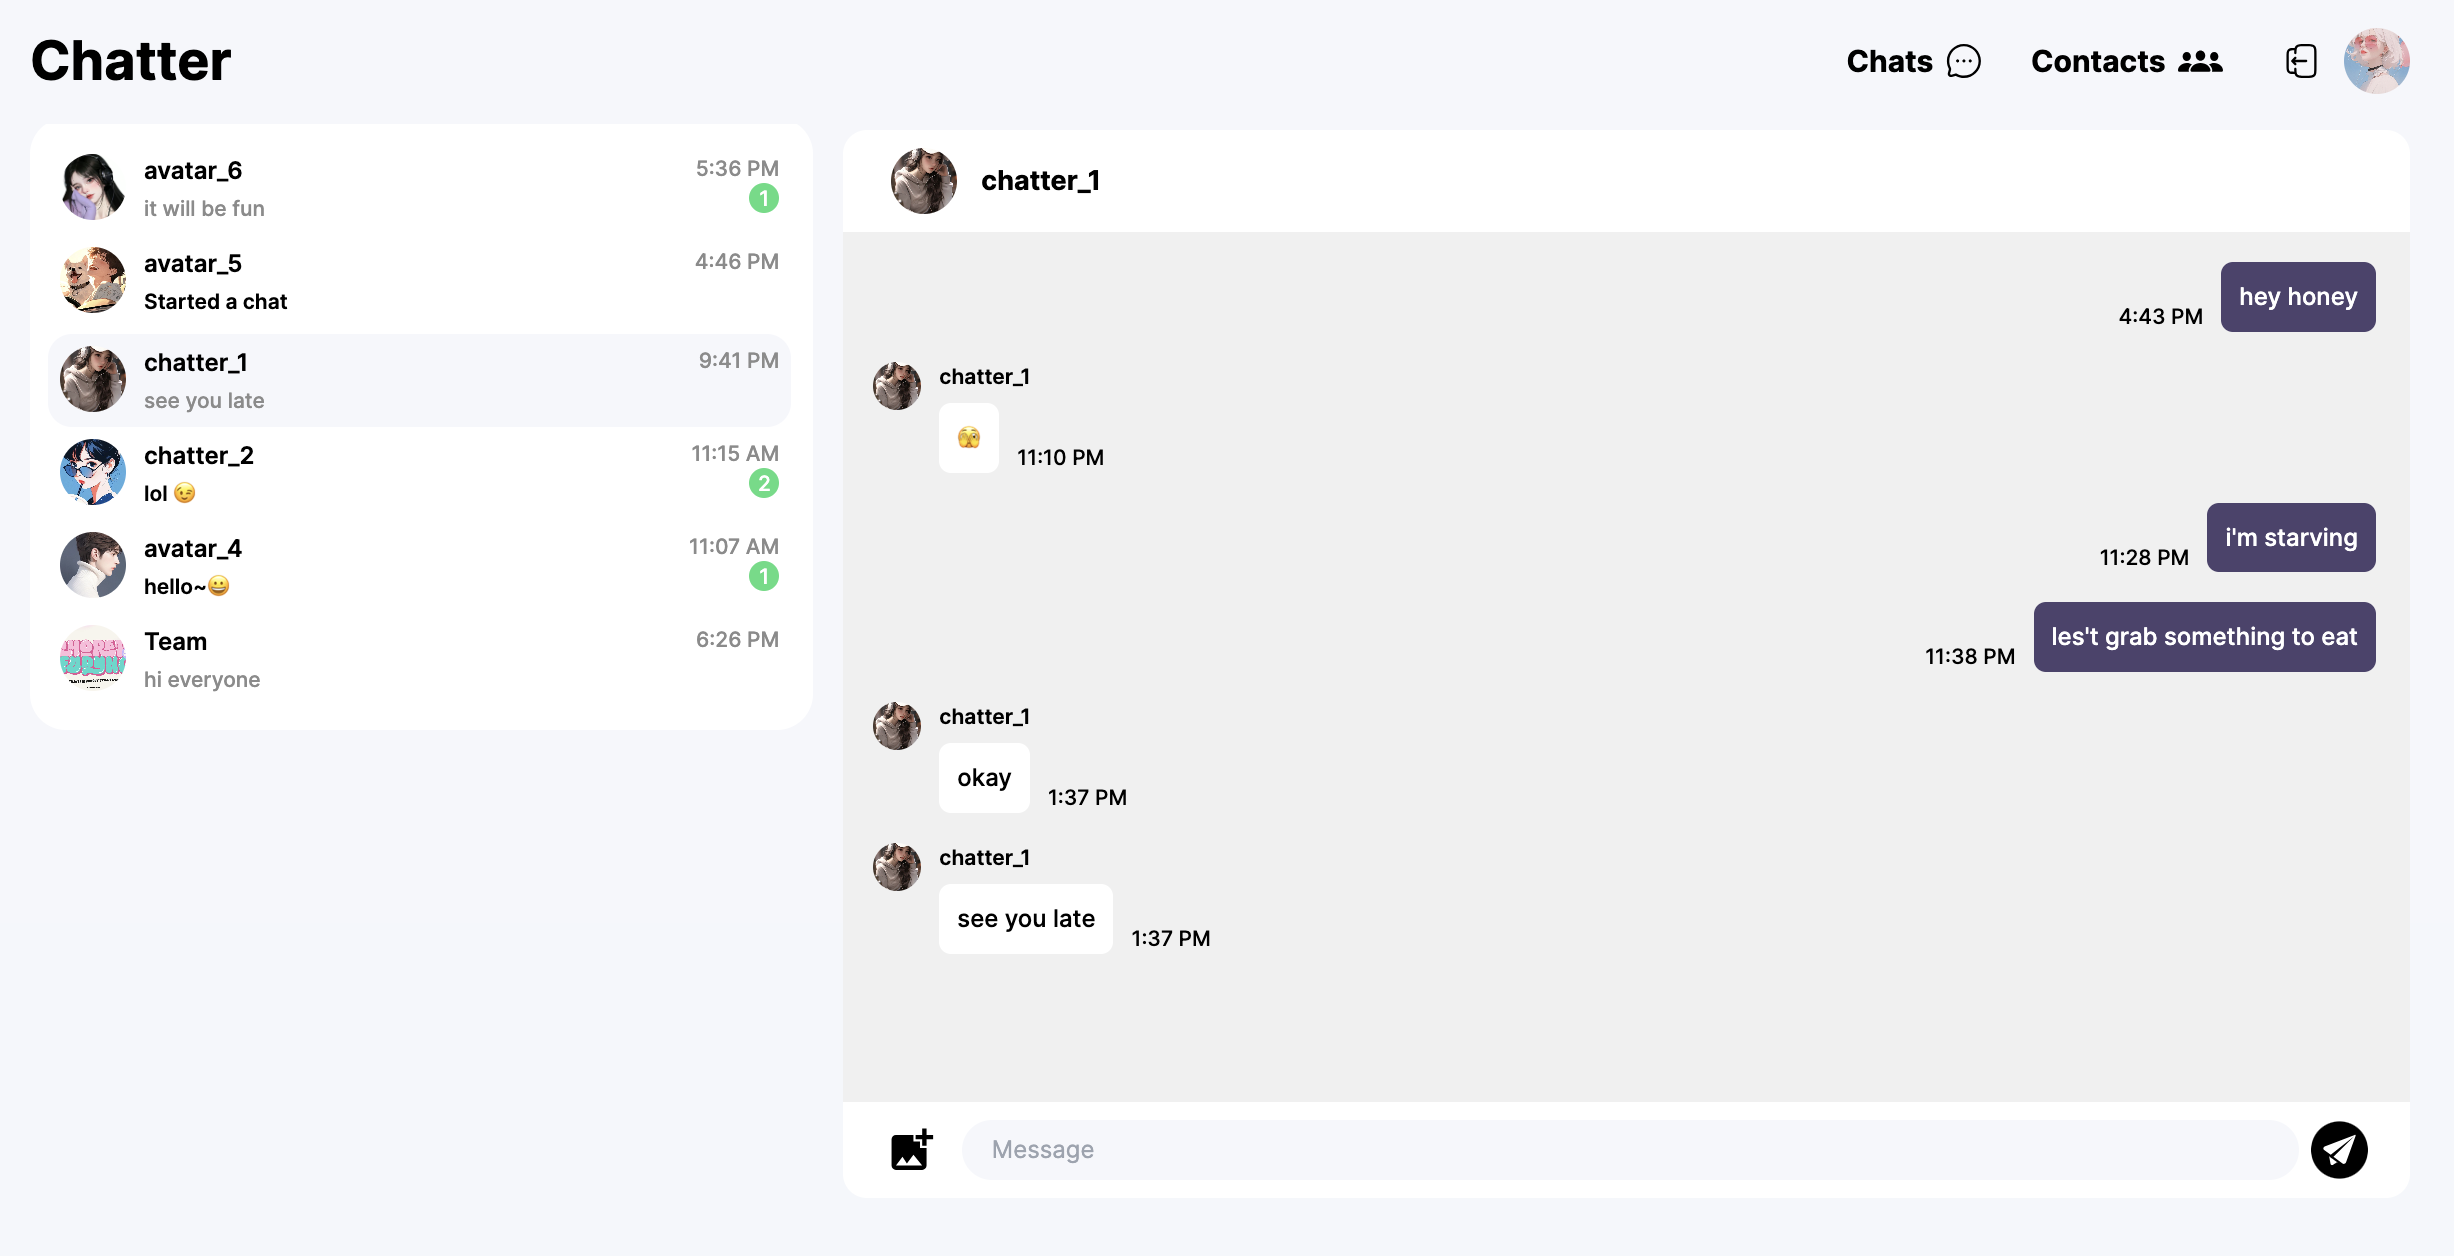 Chatter
Chats
Contacts
avatar_6
5:36 PM
it will be fun
1
avatar_5
4:46 PM
Started a chat
chatter_1
9:41 PM
see you late
chatter_2
11:15 AM
lol 😉
2
avatar_4
11:07 AM
hello~😀
1
Team
6:26 PM
hi everyone
chatter_1
hey honey
4:43 PM
chatter_1
🫣
11:10 PM
i'm starving
11:28 PM
les't grab something to eat
11:38 PM
chatter_1
okay
1:37 PM
chatter_1
see you late
1:37 PM
Message